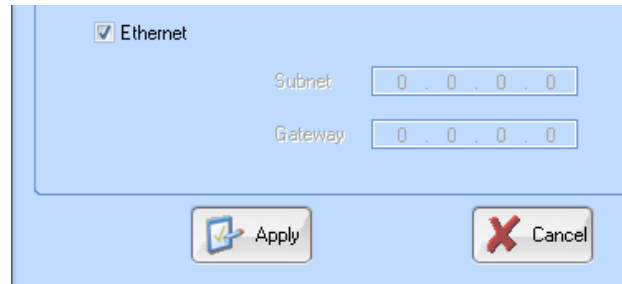 Ethernet
Subnet 0 . 0 . 0 . 0
Gateway 0 . 0 . 0 . 0
Apply Cancel